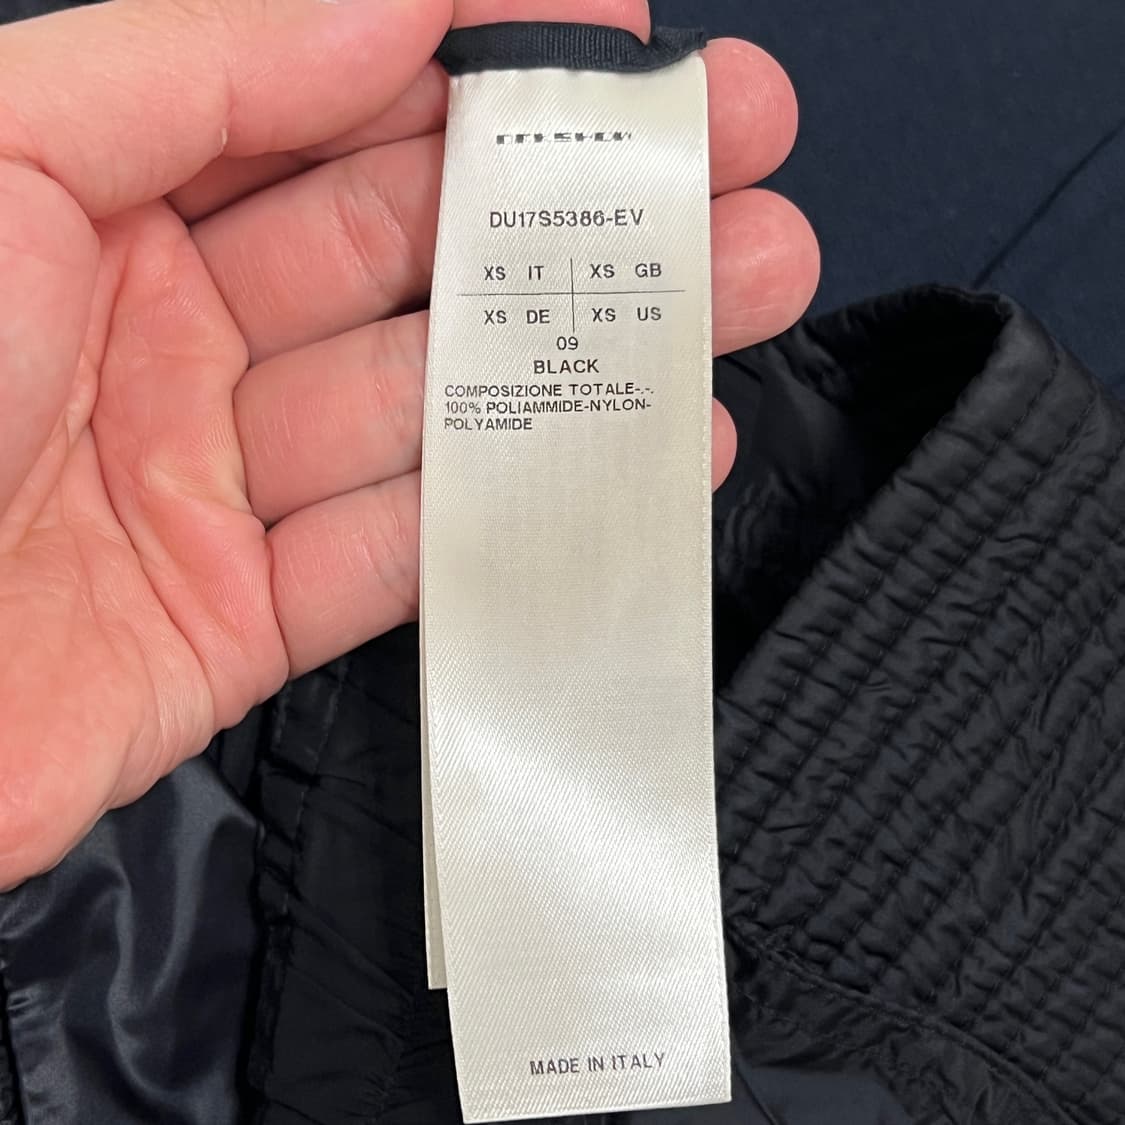 DRKSHDW
DU17S5386-EV
XS IT XS GB
XS DE XS US
09
BLACK
COMPOSIZIONE TOTALE-.-.
100% POLIAMMIDE-NYLON-
POLYAMIDE
MADE IN ITALY